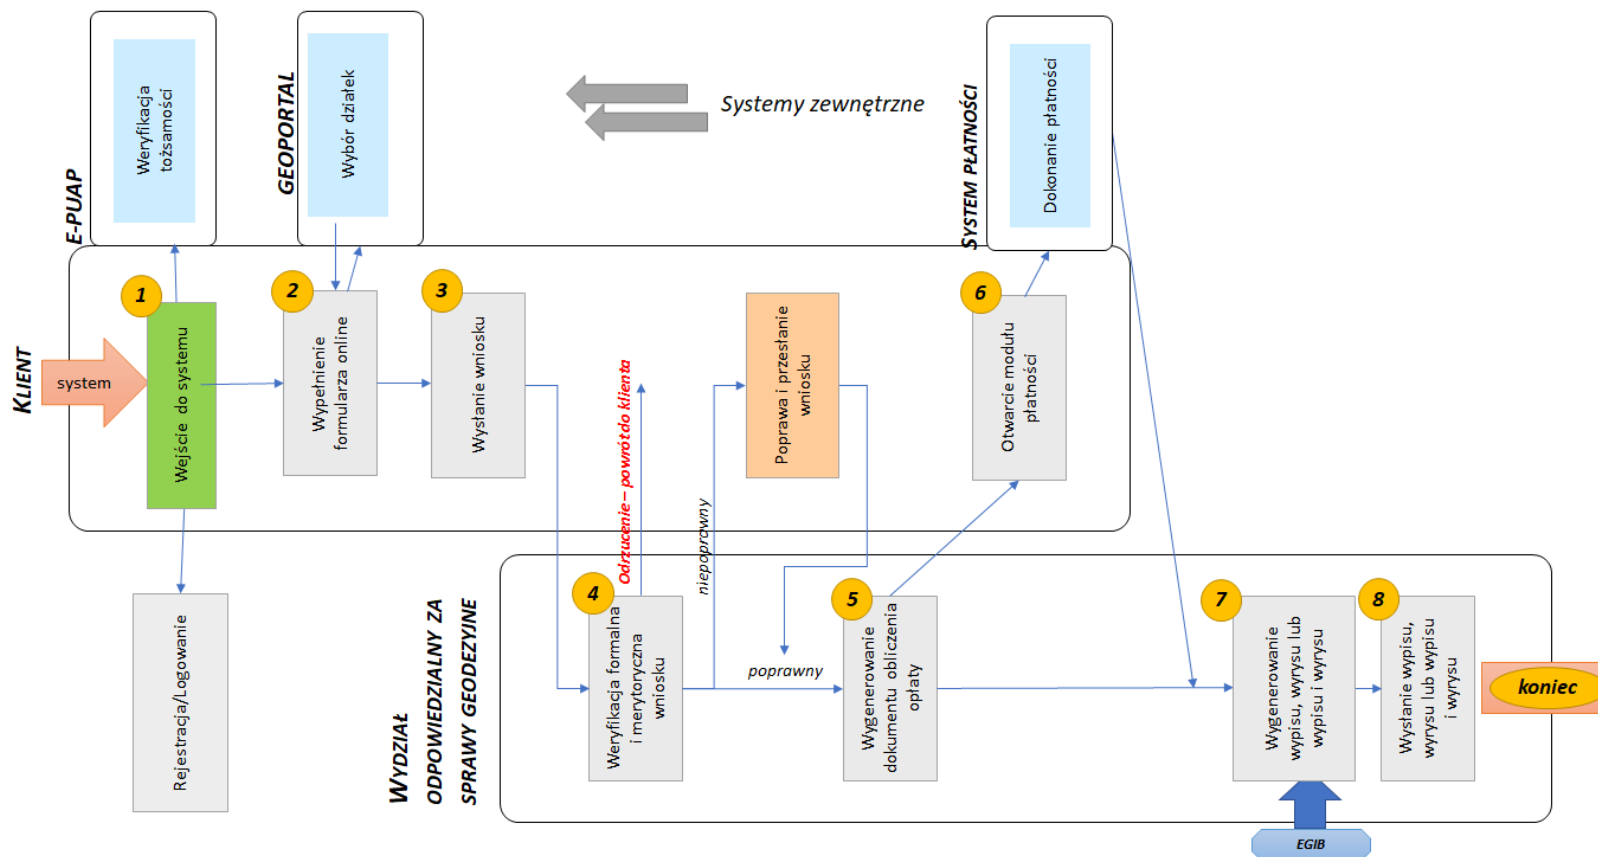 E-PUAP
Weryfikacja
tożsamości
GEOPORTAL
Wybór działek
Systemy zewnętrzne
SYSTEM PŁATNOŚCI
Dokonanie płatności
KLIENT
system
1
Wejście do systemu
2
Wypełnienie
formularza online
3
Wysłanie wniosku
Odrzucenie – powrót do klienta
niepoprawny
Poprawa i przesłanie
wniosku
6
Otwarcie modułu
płatności
Rejestracja/Logowanie
WYDZIAŁ
ODPOWIEDZIALNY ZA
SPRAWY GEODEZYJNE
4
Weryfikacja formalna
i merytoryczna
wniosku
poprawny
5
Wygenerowanie
dokumentu obliczenia
opłaty
7
Wygenerowanie
wypisu, wyrysu lub
wypisu i wyrysu
8
Wysłanie wypisu,
wyrysu lub wypisu
i wyrysu
koniec
EGIB